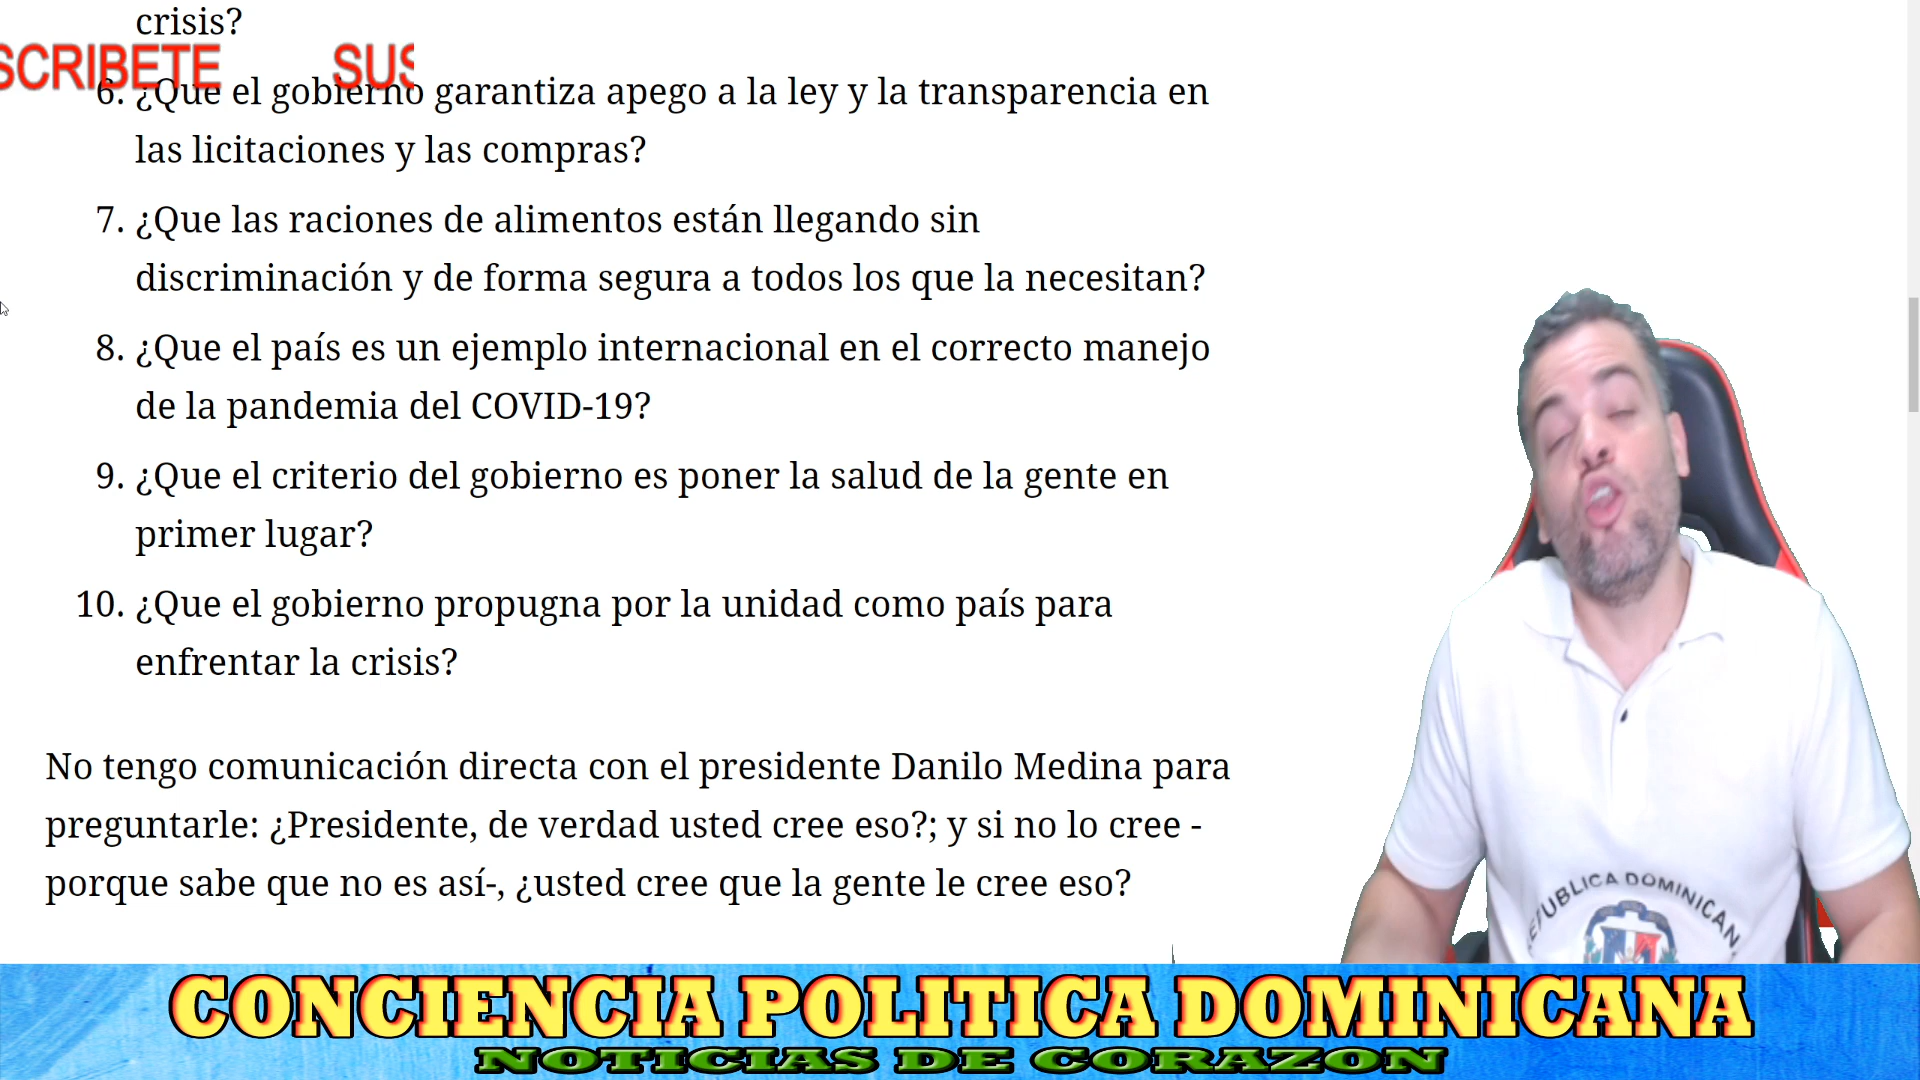 crisis?
SCRIBETE SUS
6. ¿Que el gobierno garantiza apego a la ley y la transparencia en
las licitaciones y las compras?
7. ¿Que las raciones de alimentos están llegando sin
discriminación y de forma segura a todos los que la necesitan?
8. ¿Que el país es un ejemplo internacional en el correcto manejo
de la pandemia del COVID-19?
9. ¿Que el criterio del gobierno es poner la salud de la gente en
primer lugar?
10. ¿Que el gobierno propugna por la unidad como país para
enfrentar la crisis?
No tengo comunicación directa con el presidente Danilo Medina para
preguntarle: ¿Presidente, de verdad usted cree eso?; y si no lo cree -
porque sabe que no es así-, ¿usted cree que la gente le cree eso?
REPUBLICA DOMINICAN
CONCIENCIA POLITICA DOMINICANA
NOTICIAS DE CORAZON